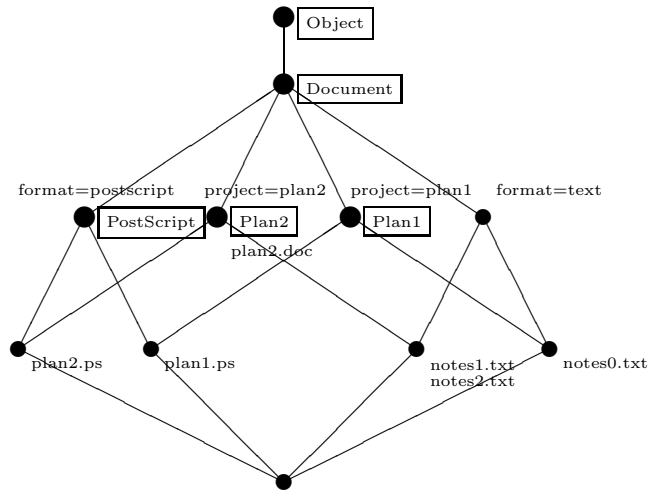 Object
Document
format=postscript
project=plan2
project=plan1
format=text
PostScript
Plan2
Plan1
plan2.doc
plan2.ps
plan1.ps
notes1.txt
notes2.txt
notes0.txt